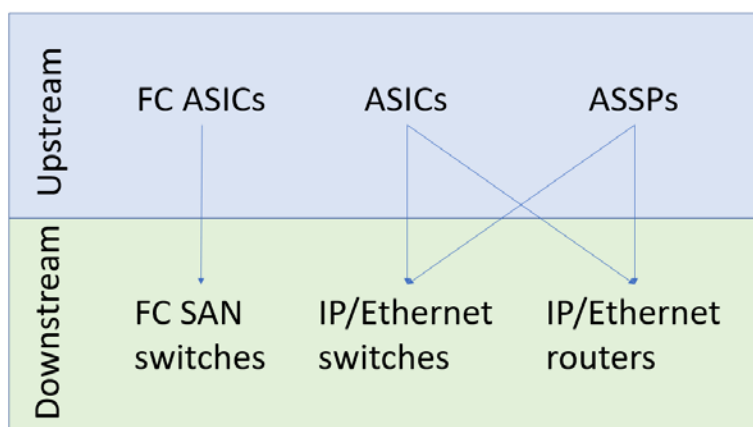 Upstream
FC ASICs
ASICs
ASSPs
Downstream
FC SAN
switches
IP/Ethernet
switches
IP/Ethernet
routers